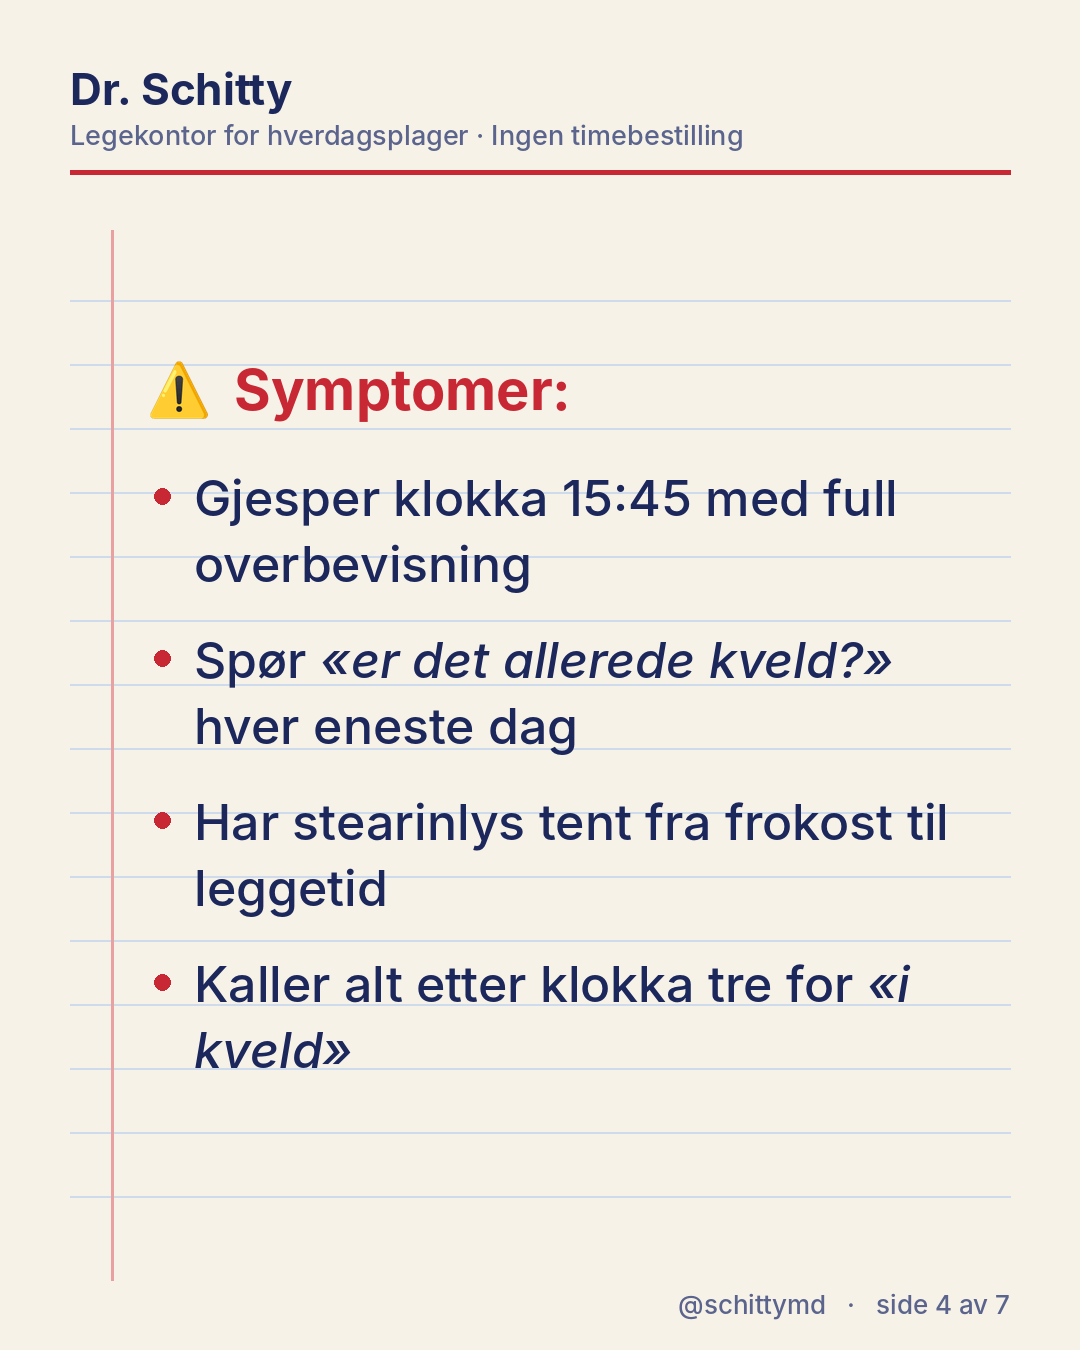 Dr. Schitty
Legekontor for hverdagsplager · Ingen timebestilling
⚠️ Symptomer:
• Gjesper klokka 15:45 med full
overbevisning
• Spør «er det allerede kveld?»
hver eneste dag
• Har stearinlys tent fra frokost til
leggetid
• Kaller alt etter klokka tre for «i
kveld»
@schittymd · side 4 av 7